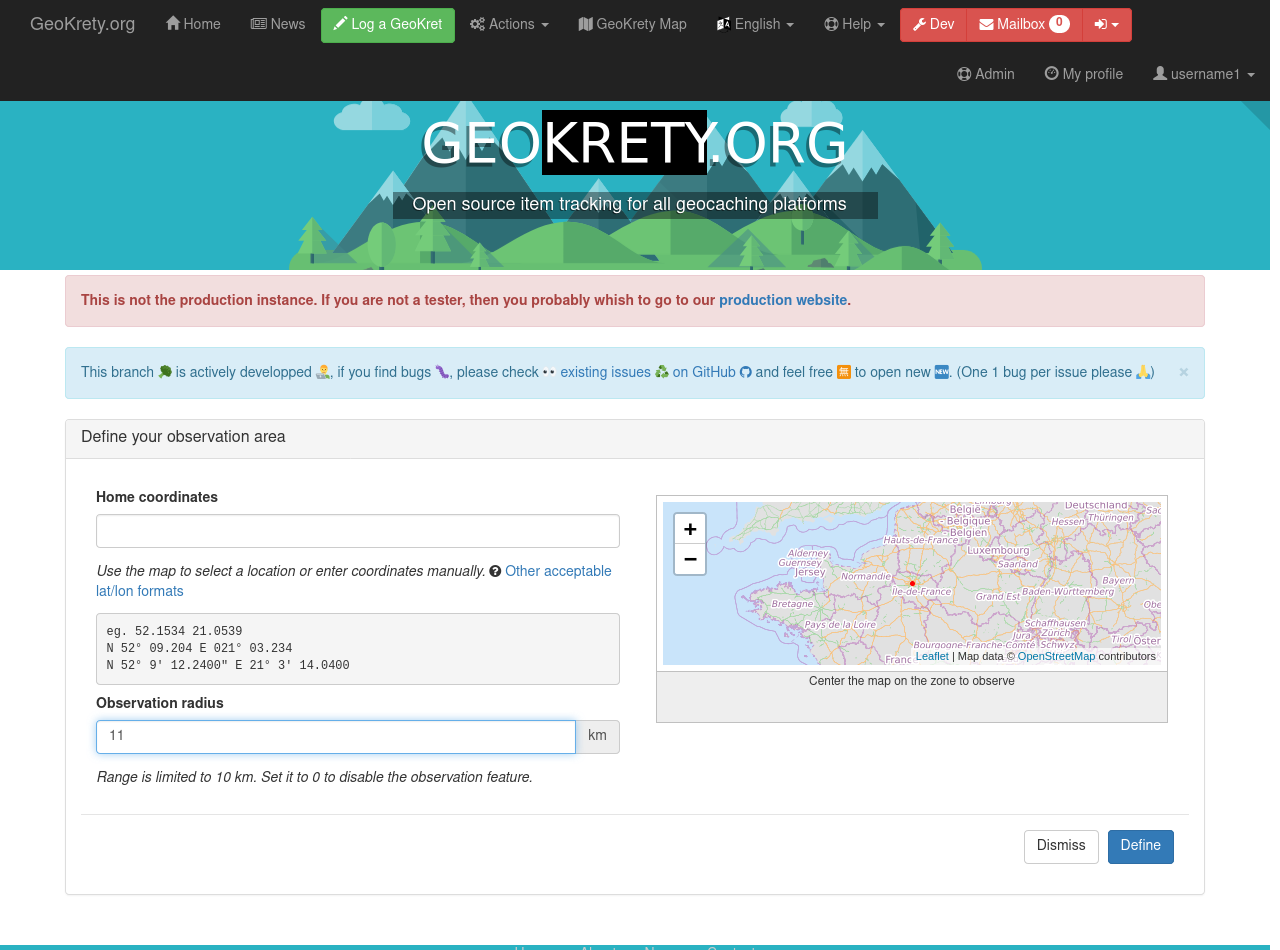 GeoKrety.org Home News Log a GeoKret Actions GeoKrety Map English Help Dev Mailbox 0
Admin My profile username1
GEOKRETY.ORG
Open source item tracking for all geocaching platforms
This is not the production instance. If you are not a tester, then you probably whish to go to our production website.
This branch 🌳 is actively developped 👨‍🔬, if you find bugs 🐛, please check 👀 existing issues ♻ on GitHub and feel free 🈚 to open new 🆕. (One 1 bug per issue please 🙏) ×
Define your observation area
Home coordinates
Use the map to select a location or enter coordinates manually. Other acceptable
lat/lon formats
eg. 52.1534 21.0539
N 52° 09.204 E 021° 03.234
N 52° 9' 12.2400" E 21° 3' 14.0400
Observation radius
11 km
Range is limited to 10 km. Set it to 0 to disable the observation feature.
+
−
Limburg
België
- Belgique
- Belgien
Deutschland
Hessen
Thüringen
Hauts-de-France
Luxembourg
Saarland
Alderney
Guernsey
Jersey
Normandie
Île-de-France
Grand Est
Baden-Württemberg
Bayern
Bretagne
Pays de la Loire
Schaffhausen
Jura
Zürich
Tirol
Bourgogne-Franche-Comté
Schwyz
Leaflet | Map data © OpenStreetMap contributors
Center the map on the zone to observe
Dismiss Define